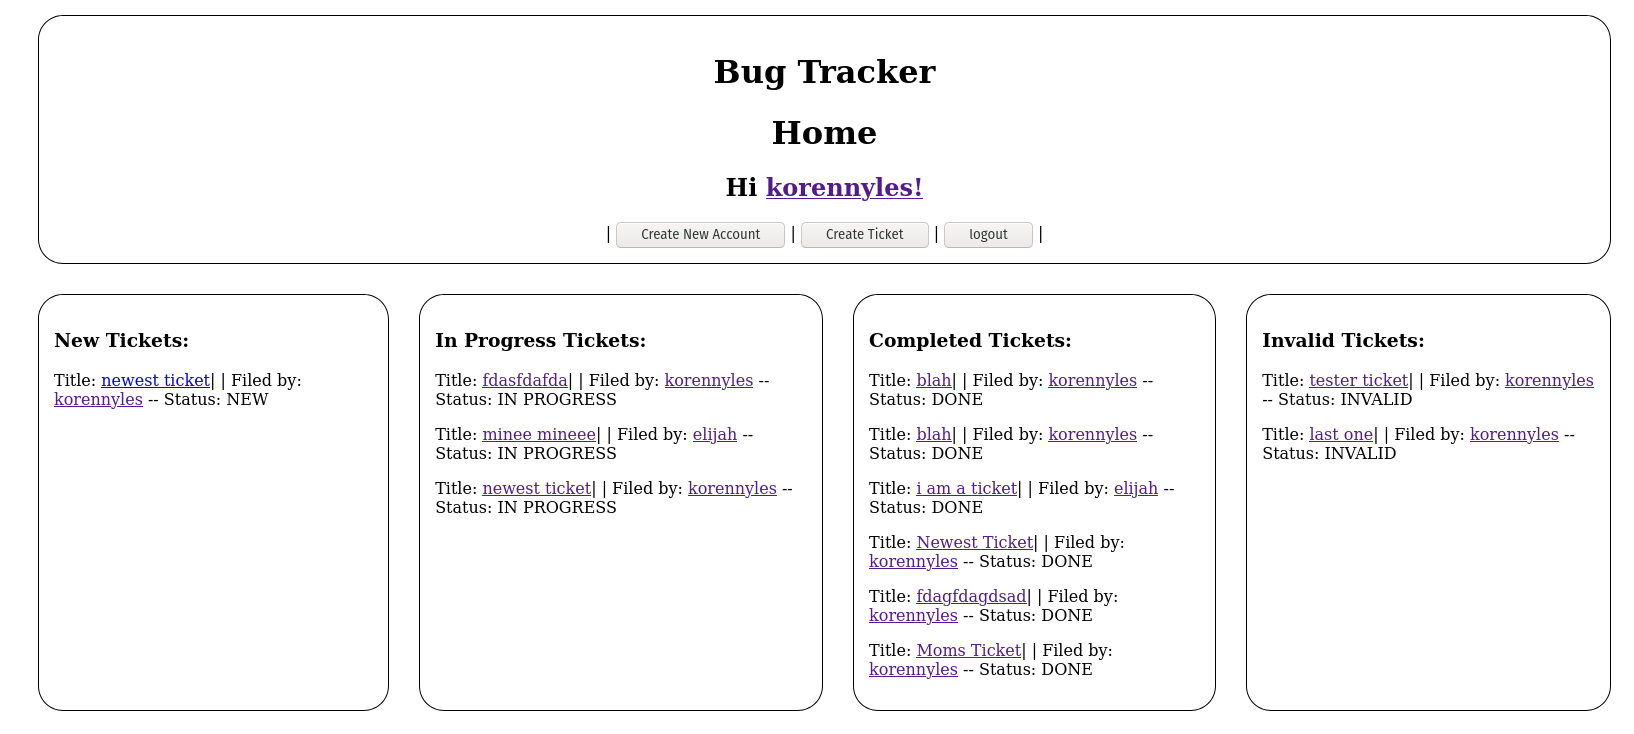 Bug Tracker
Home
Hi korennyles!
| Create New Account | Create Ticket | logout |
New Tickets:
Title: newest ticket| | Filed by:
korennyles -- Status: NEW
In Progress Tickets:
Title: fdasfdafda| | Filed by: korennyles --
Status: IN PROGRESS
Title: minee mineee| | Filed by: elijah --
Status: IN PROGRESS
Title: newest ticket| | Filed by: korennyles --
Status: IN PROGRESS
Completed Tickets:
Title: blah| | Filed by: korennyles --
Status: DONE
Title: blah| | Filed by: korennyles --
Status: DONE
Title: i am a ticket| | Filed by: elijah --
Status: DONE
Title: Newest Ticket| | Filed by:
korennyles -- Status: DONE
Title: fdagfdagdsad| | Filed by:
korennyles -- Status: DONE
Title: Moms Ticket| | Filed by:
korennyles -- Status: DONE
Invalid Tickets:
Title: tester ticket| | Filed by: korennyles
-- Status: INVALID
Title: last one| | Filed by: korennyles --
Status: INVALID